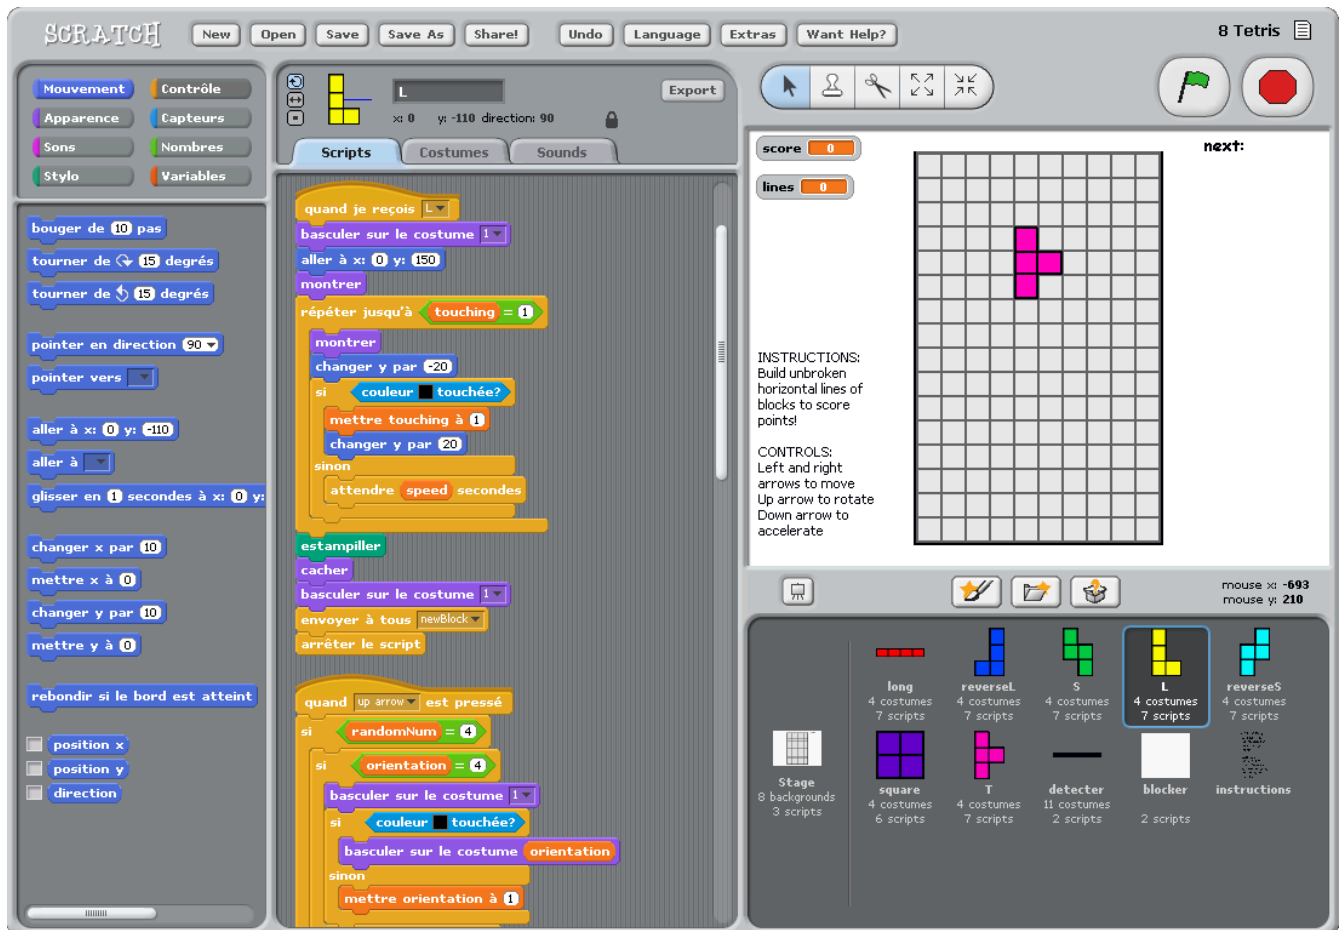 SCRATCH
New Open Save Save As Share! Undo Language Extras Want Help?
8 Tetris
Mouvement Contrôle
Apparence Capteurs
Sons Nombres
Stylo Variables
bouger de 10 pas
tourner de 15 degrés
tourner de 15 degrés
pointer en direction 90
pointer vers
aller à x: 0 y: -110
aller à
glisser en 1 secondes à x: 0 y:
changer x par 10
mettre x à 0
changer y par 10
mettre y à 0
rebondir si le bord est atteint
position x
position y
direction
L
Export
x: 0 y: -110 direction: 90
Scripts Costumes Sounds
quand je reçois L
basculer sur le costume 1
aller à x: 0 y: 150
montrer
répéter jusqu'à touching = 1
montrer
changer y par -20
si couleur touchée?
mettre touching à 1
changer y par 20
sinon
attendre speed secondes
estampiller
cacher
basculer sur le costume 1
envoyer à tous newBlock
arrêter le script
quand up arrow est pressé
si randomNum = 4
si orientation = 4
basculer sur le costume 1
si couleur touchée?
basculer sur le costume orientation
sinon
mettre orientation à 1
score 0
lines 0
next:
INSTRUCTIONS:
Build unbroken
horizontal lines of
blocks to score
points!
CONTROLS:
Left and right
arrows to move
Up arrow to rotate
Down arrow to
accelerate
mouse x: -693
mouse y: 210
Stage
8 backgrounds
3 scripts
long
4 costumes
7 scripts
reverseL
4 costumes
7 scripts
S
4 costumes
7 scripts
L
4 costumes
7 scripts
reverseS
4 costumes
7 scripts
square
4 costumes
6 scripts
T
4 costumes
7 scripts
detecter
11 costumes
2 scripts
blocker
2 scripts
instructions